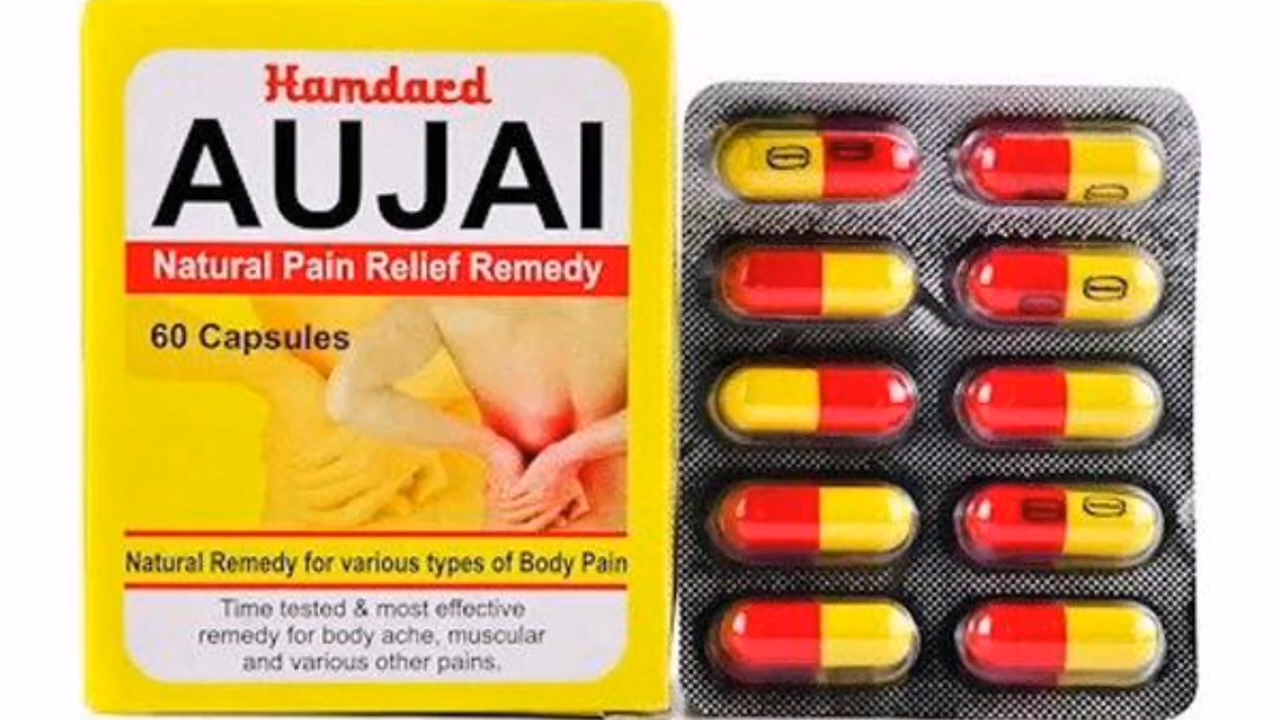 Hamdard
AUJAI
Natural Pain Relief Remedy
60 Capsules
Natural Remedy for various types of Body Pain
Time tested & most effective
remedy for body ache, muscular
and various other pains.